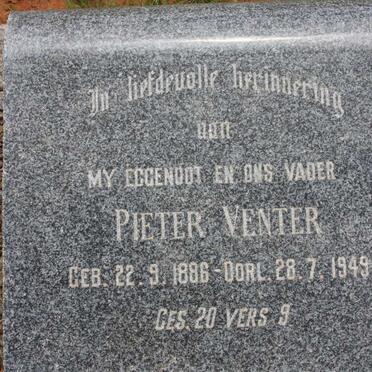 In liefdevolle herinnering
van
MY EGGENOOT EN ONS VADER
PIETER VENTER
GEB. 22. 9. 1886 - OORL. 28. 7. 1949
GES. 20 VERS 9